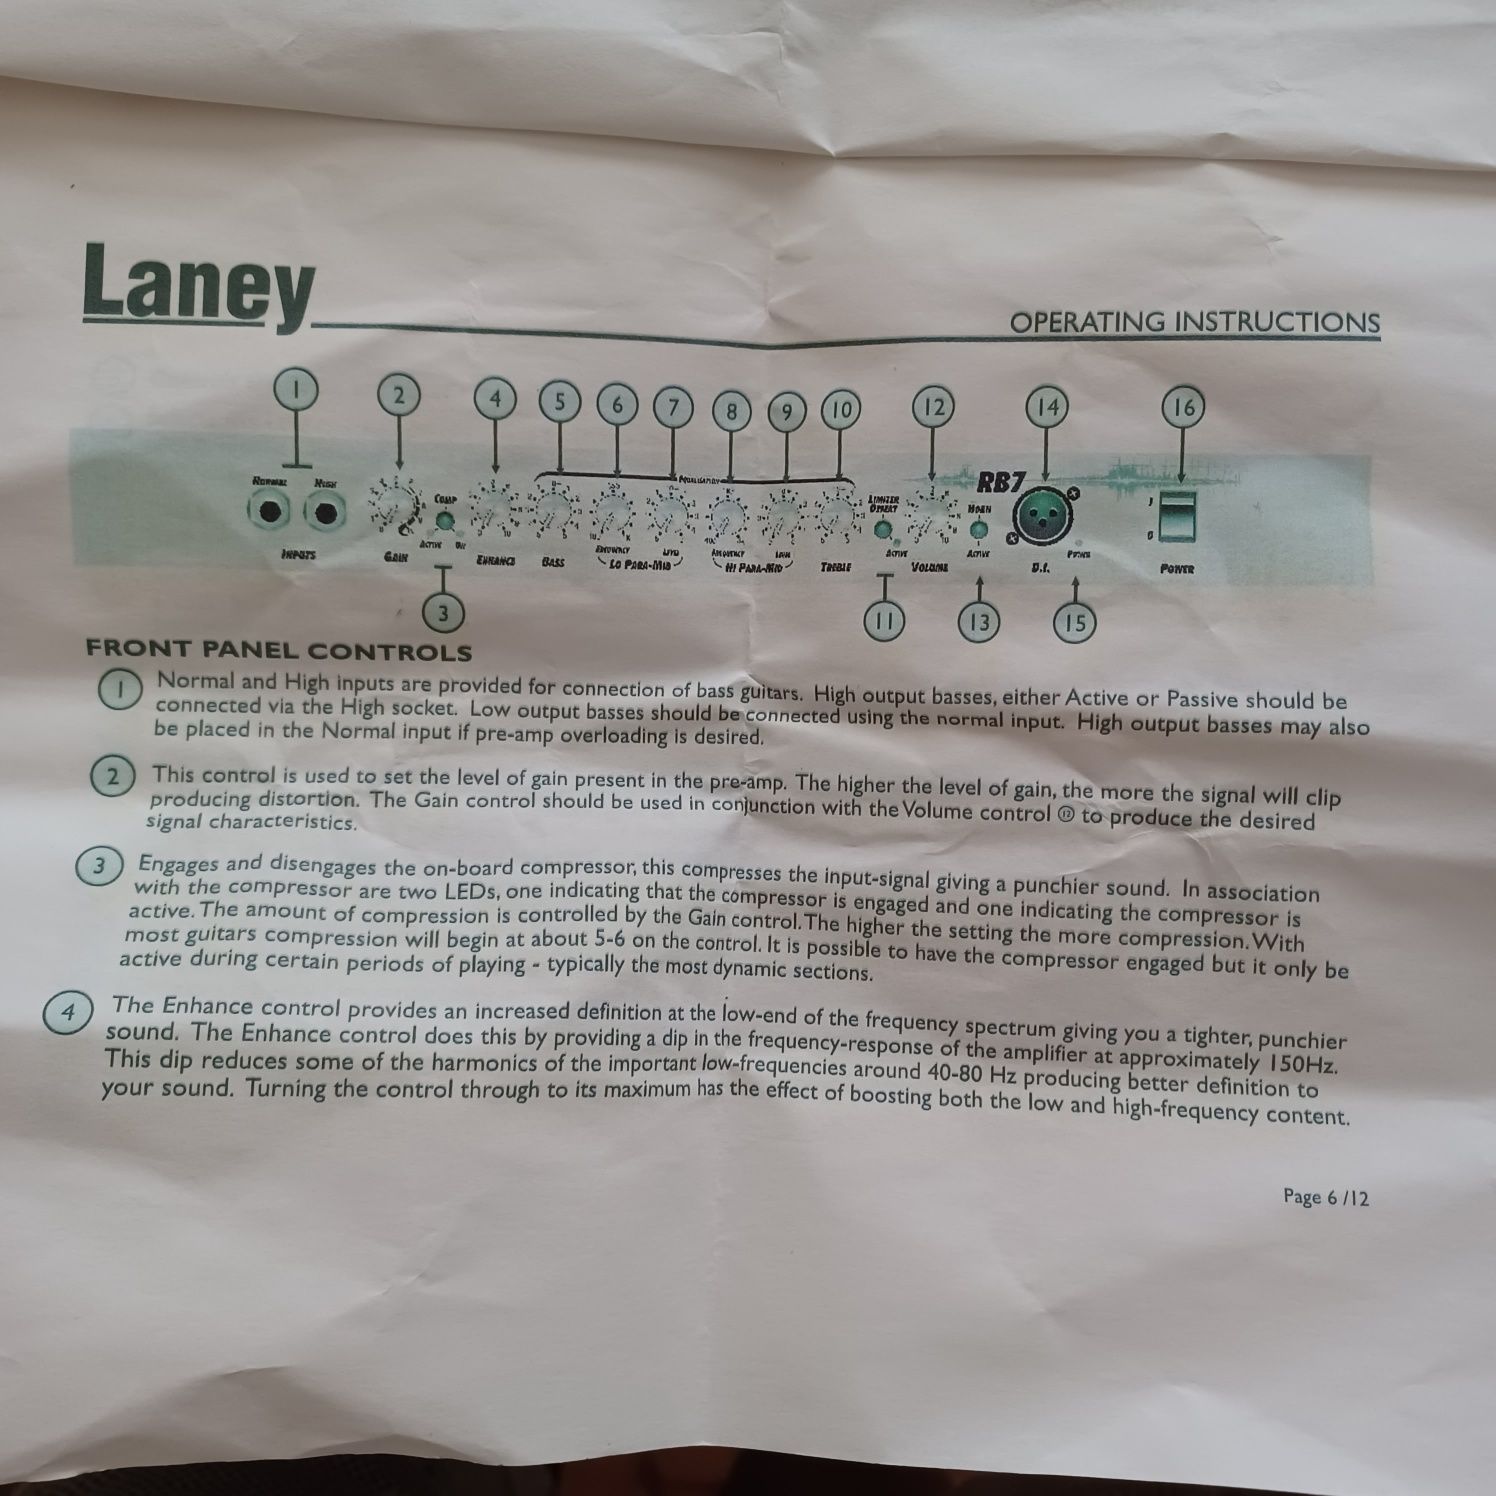 Laney
OPERATING INSTRUCTIONS
1 2 4 5 6 7 8 9 10 12 14 16
RB7
NORMAL HIGH COMP EQUALISATION LIMITER HORN
ACTIVE ON ACTIVE ACTIVE POWER
INPUTS GAIN ENHANCE BASS FREQUENCY LEVEL FREQUENCY LEVEL TREBLE VOLUME D.I. POWER
LO PARA-MID HI PARA-MID
3 11 13 15
FRONT PANEL CONTROLS
1 Normal and High inputs are provided for connection of bass guitars. High output basses, either Active or Passive should be
connected via the High socket. Low output basses should be connected using the normal input. High output basses may also
be placed in the Normal input if pre-amp overloading is desired.
2 This control is used to set the level of gain present in the pre-amp. The higher the level of gain, the more the signal will clip
producing distortion. The Gain control should be used in conjunction with the Volume control ⑫ to produce the desired
signal characteristics.
3 Engages and disengages the on-board compressor, this compresses the input-signal giving a punchier sound. In association
with the compressor are two LEDs, one indicating that the compressor is engaged and one indicating the compressor is
active. The amount of compression is controlled by the Gain control. The higher the setting the more compression. With
most guitars compression will begin at about 5-6 on the control. It is possible to have the compressor engaged but it only be
active during certain periods of playing - typically the most dynamic sections.
4 The Enhance control provides an increased definition at the low-end of the frequency spectrum giving you a tighter, punchier
sound. The Enhance control does this by providing a dip in the frequency-response of the amplifier at approximately 150Hz.
This dip reduces some of the harmonics of the important low-frequencies around 40-80 Hz producing better definition to
your sound. Turning the control through to its maximum has the effect of boosting both the low and high-frequency content.
Page 6 /12